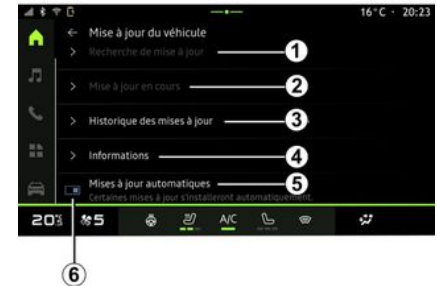 16°C · 20:23
Mise à jour du véhicule
Recherche de mise à jour
1
Mise à jour en cours
2
Historique des mises à jour
3
Informations
4
Mises à jour automatiques
5
Certaines mises à jour s'installeront automatiquement.
5
A/C
6